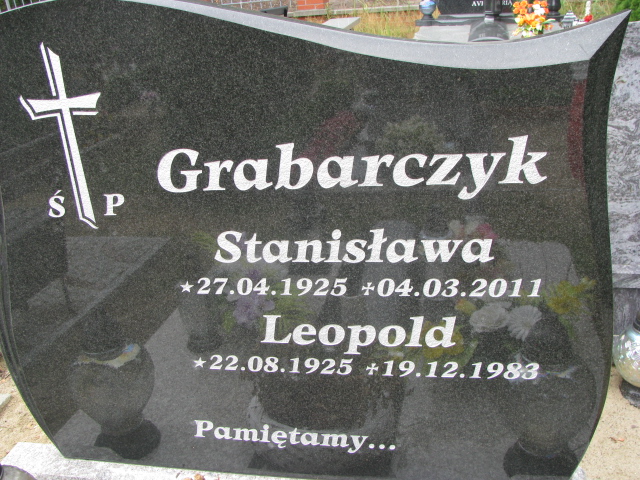 Ś P
Grabarczyk
Stanisława
*27.04.1925 ✝04.03.2011
Leopold
*22.08.1925 ✝19.12.1983
Pamiętamy...